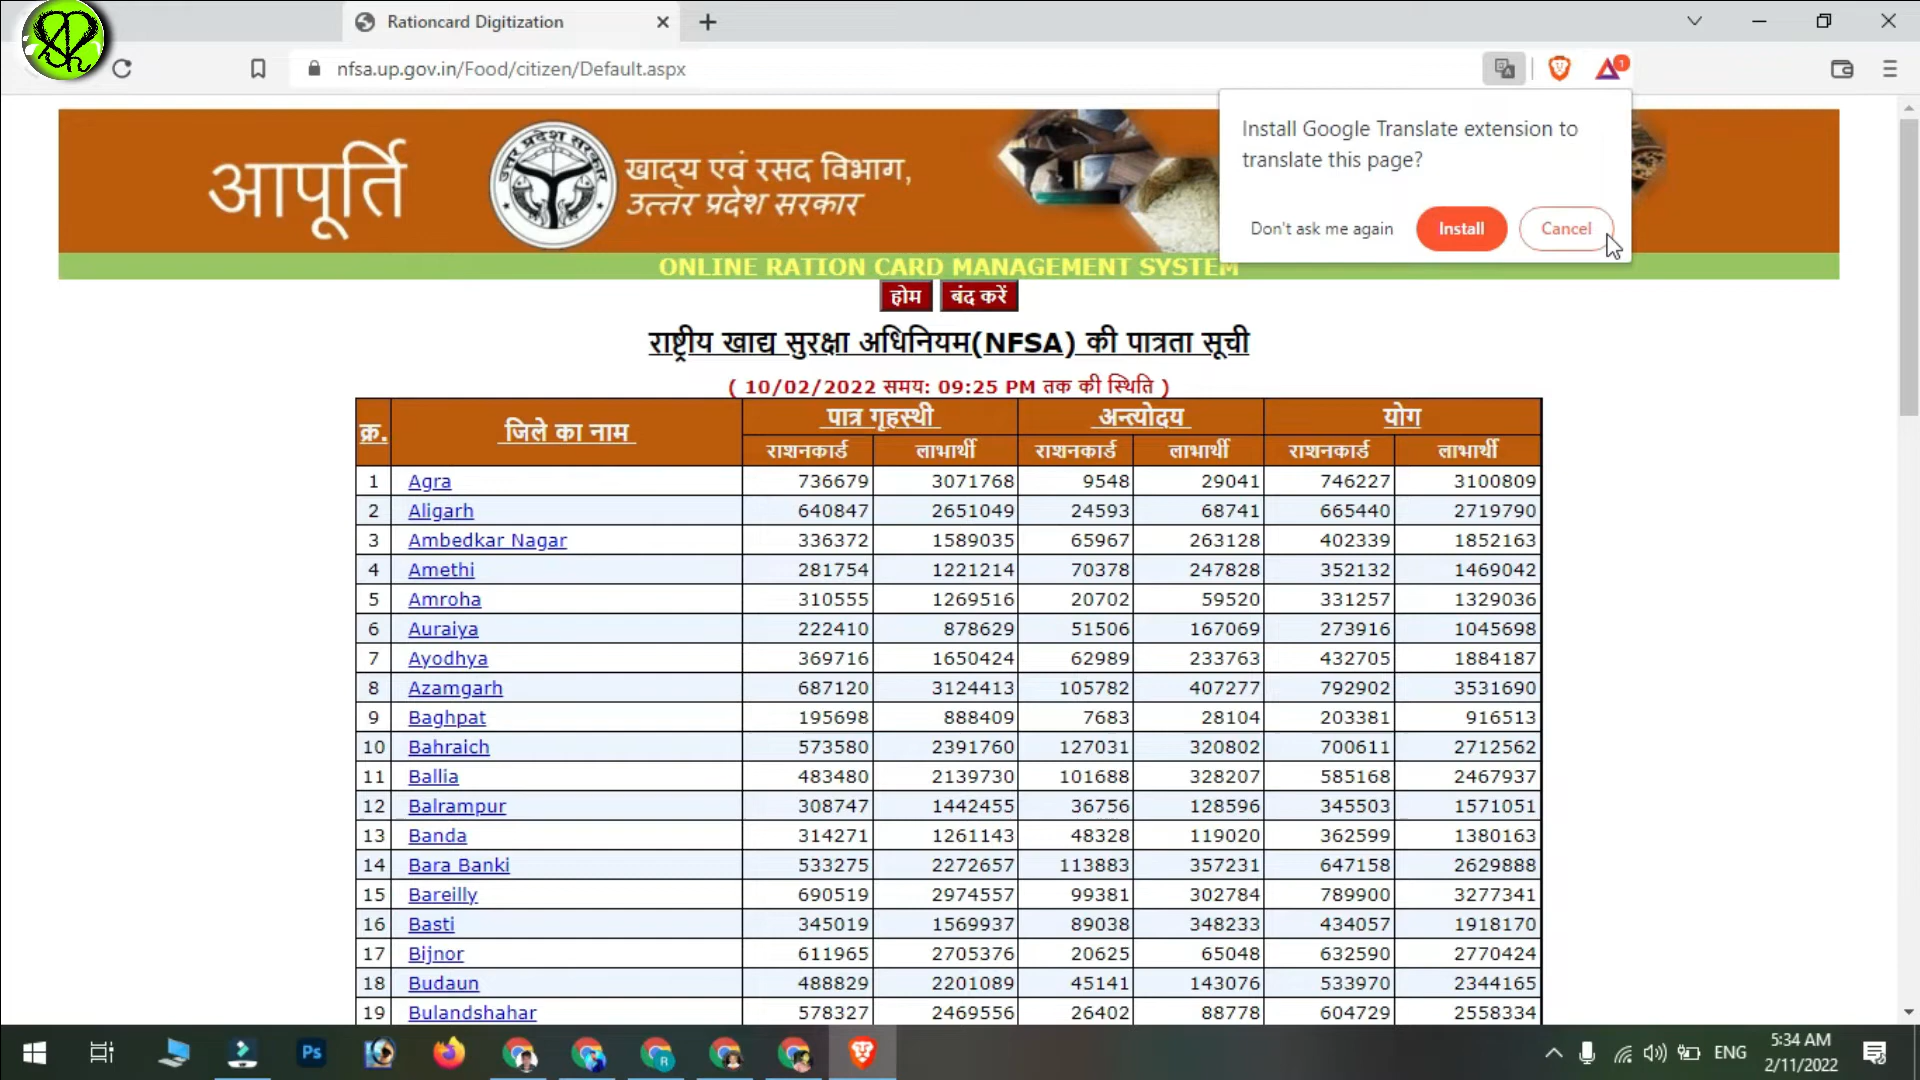 Rationcard Digitization
nfsa.up.gov.in/Food/citizen/Default.aspx
1
Install Google Translate extension to
translate this page?
Don't ask me again Install Cancel
आपूर्ति
उत्तर प्रदेश सरकार
खाद्य एवं रसद विभाग,
उत्तर प्रदेश सरकार
ONLINE RATION CARD MANAGEMENT SYSTEM
होम बंद करें
राष्ट्रीय खाद्य सुरक्षा अधिनियम(NFSA) की पात्रता सूची
( 10/02/2022 समय: 09:25 PM तक की स्थिति )
क्र. जिले का नाम पात्र गृहस्थी अन्त्योदय योग
राशनकार्ड लाभार्थी राशनकार्ड लाभार्थी राशनकार्ड लाभार्थी
1 Agra 736679 3071768 9548 29041 746227 3100809
2 Aligarh 640847 2651049 24593 68741 665440 2719790
3 Ambedkar Nagar 336372 1589035 65967 263128 402339 1852163
4 Amethi 281754 1221214 70378 247828 352132 1469042
5 Amroha 310555 1269516 20702 59520 331257 1329036
6 Auraiya 222410 878629 51506 167069 273916 1045698
7 Ayodhya 369716 1650424 62989 233763 432705 1884187
8 Azamgarh 687120 3124413 105782 407277 792902 3531690
9 Baghpat 195698 888409 7683 28104 203381 916513
10 Bahraich 573580 2391760 127031 320802 700611 2712562
11 Ballia 483480 2139730 101688 328207 585168 2467937
12 Balrampur 308747 1442455 36756 128596 345503 1571051
13 Banda 314271 1261143 48328 119020 362599 1380163
14 Bara Banki 533275 2272657 113883 357231 647158 2629888
15 Bareilly 690519 2974557 99381 302784 789900 3277341
16 Basti 345019 1569937 89038 348233 434057 1918170
17 Bijnor 611965 2705376 20625 65048 632590 2770424
18 Budaun 488829 2201089 45141 143076 533970 2344165
19 Bulandshahar 578327 2469556 26402 88778 604729 2558334
Ps
R
ENG
5:34 AM
2/11/2022